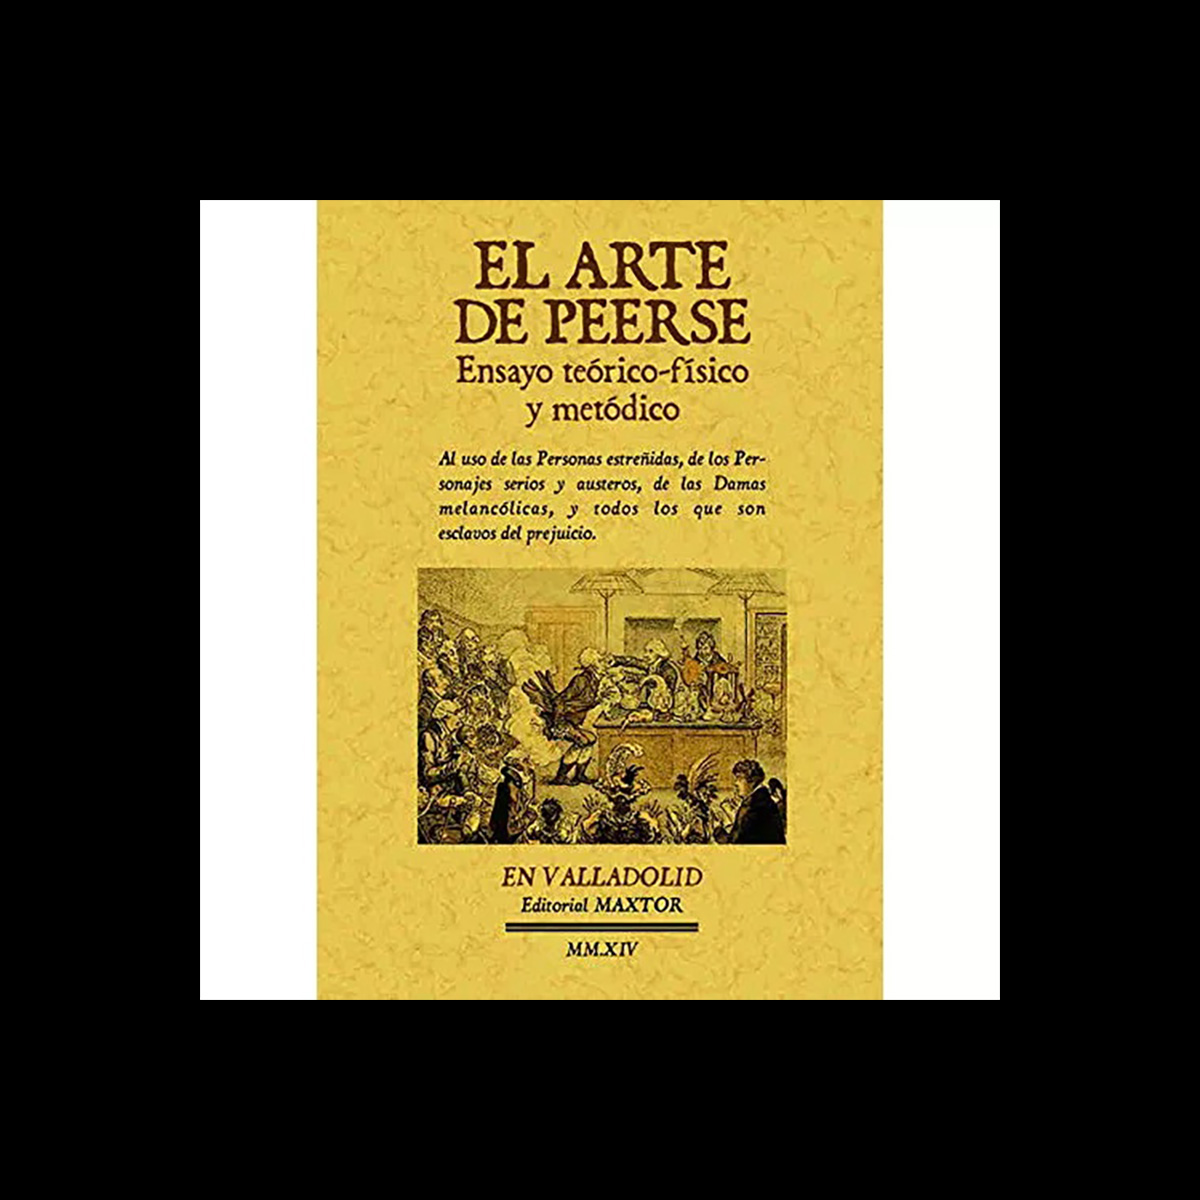 EL ARTE
DE PEERSE
Ensayo teórico-físico
y metódico
Al uso de las Personas estreñidas, de los Per-
sonajes serios y austeros, de las Damas
melancólicas, y todos los que son
esclavos del prejuicio.
EN VALLADOLID
Editorial MAXTOR
MM.XIV